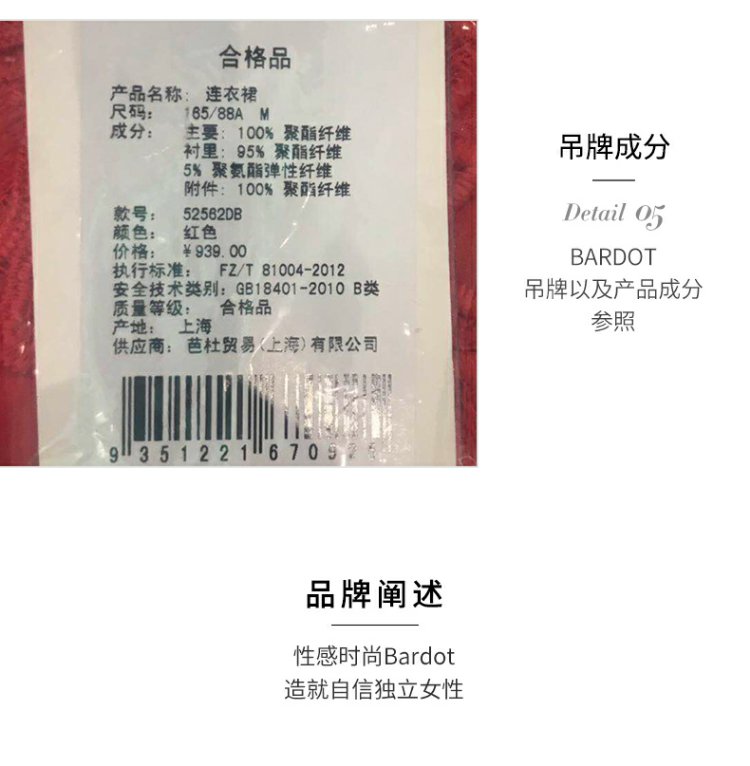 合格品
产品名称: 连衣裙
尺码: 165/88A M
成分: 主要: 100% 聚酯纤维
衬里: 95% 聚酯纤维
5% 聚氨酯弹性纤维
附件: 100% 聚酯纤维
款号: 52562DB
颜色: 红色
价格: ¥939.00
执行标准: FZ/T 81004-2012
安全技术类别: GB18401-2010 B类
质量等级: 合格品
产地: 上海
供应商: 芭杜贸易(上海)有限公司
吊牌成分
Detail 05
BARDOT
吊牌以及产品成分
参照
品牌阐述
性感时尚Bardot
造就自信独立女性